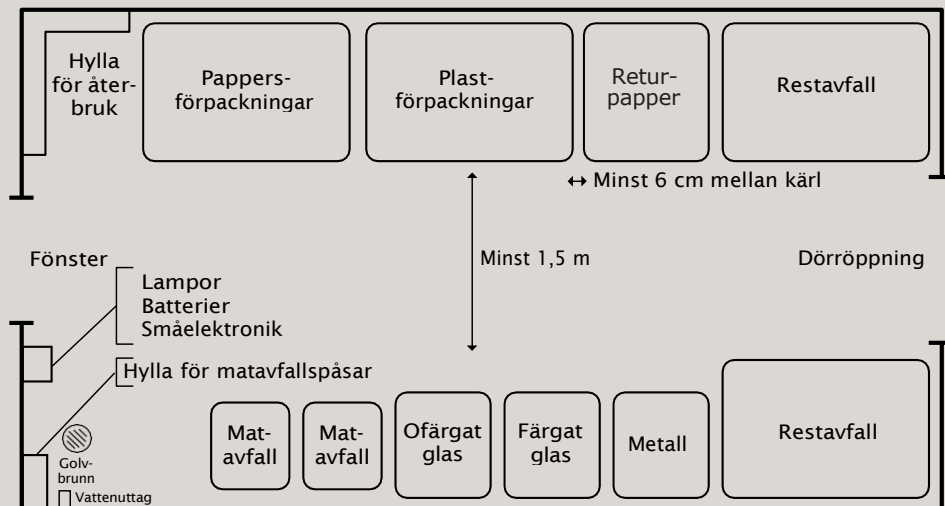 Hylla
för åter-
bruk
Pappers-
förpackningar
Plast-
förpackningar
Retur-
papper
Restavfall
Minst 6 cm mellan kärl
Fönster
Minst 1,5 m
Dörröppning
Lampor
Batterier
Småelektronik
Hylla för matavfallspåsar
Golv-
brunn
Vattenuttag
Mat-
avfall
Mat-
avfall
Ofärgat
glas
Färgat
glas
Metall
Restavfall